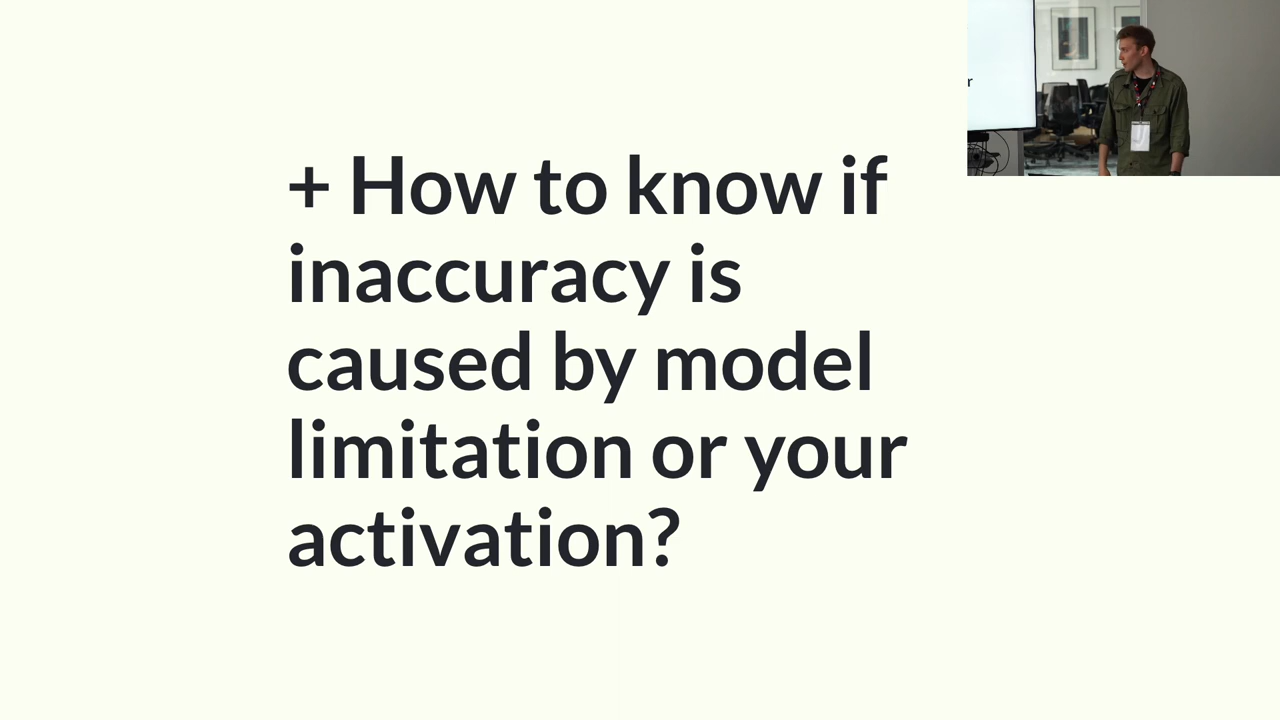 + How to know if
inaccuracy is
caused by model
limitation or your
activation?
r